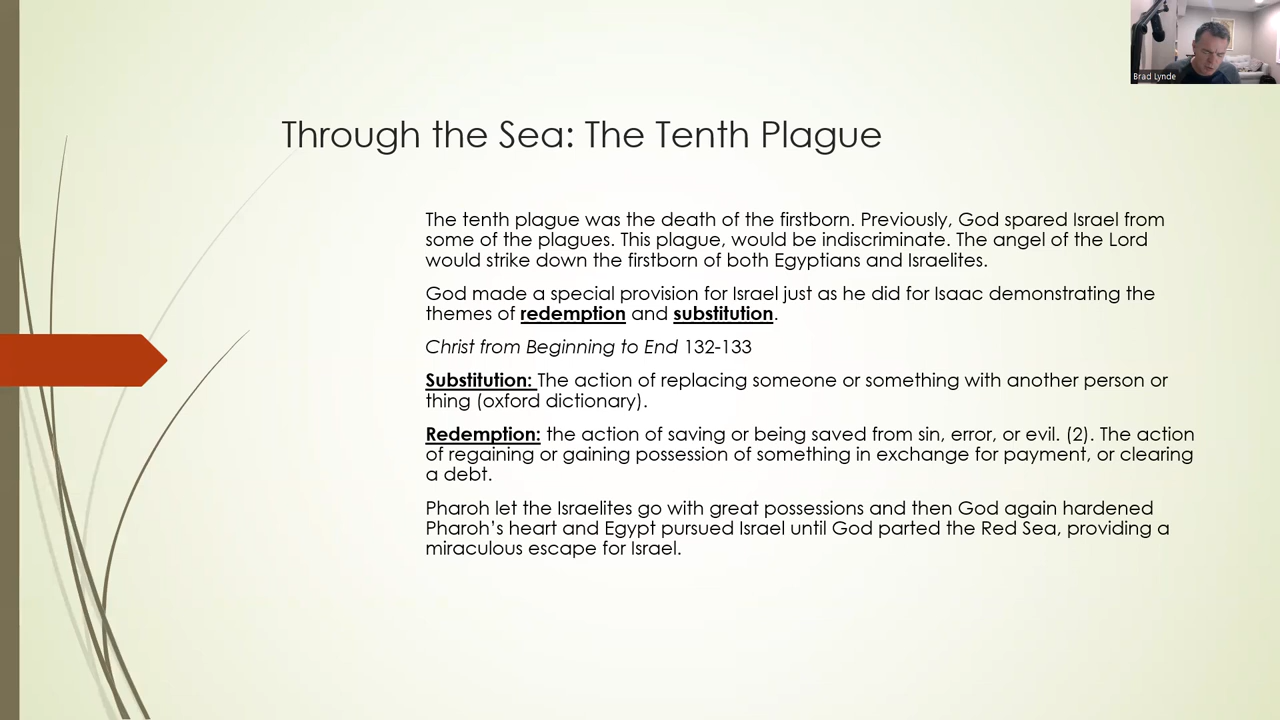 Brad Lynde
Through the Sea: The Tenth Plague
The tenth plague was the death of the firstborn. Previously, God spared Israel from
some of the plagues. This plague, would be indiscriminate. The angel of the Lord
would strike down the firstborn of both Egyptians and Israelites.
God made a special provision for Israel just as he did for Isaac demonstrating the
themes of redemption and substitution.
Christ from Beginning to End 132-133
Substitution: The action of replacing someone or something with another person or
thing (oxford dictionary).
Redemption: the action of saving or being saved from sin, error, or evil. (2). The action
of regaining or gaining possession of something in exchange for payment, or clearing
a debt.
Pharoh let the Israelites go with great possessions and then God again hardened
Pharoh's heart and Egypt pursued Israel until God parted the Red Sea, providing a
miraculous escape for Israel.